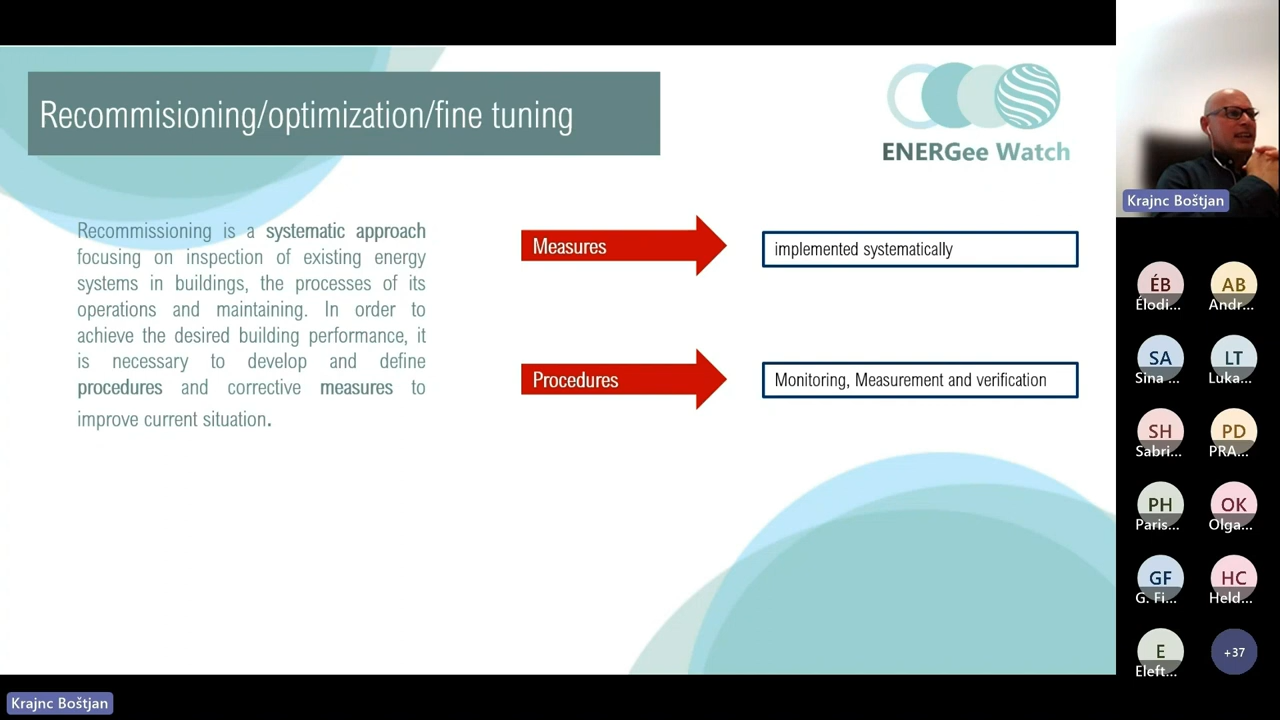 Recommisioning/optimization/fine tuning
ENERGee Watch
Recommissioning is a systematic approach
focusing on inspection of existing energy
systems in buildings, the processes of its
operations and maintaining. In order to
achieve the desired building performance, it
is necessary to develop and define
procedures and corrective measures to
improve current situation.
Measures
implemented systematically
Procedures
Monitoring, Measurement and verification
Krajnc Boštjan
ÉB
AB
Élodi...
Andr...
SA
LT
Sina ...
Luka...
SH
PD
Sabri...
PRA...
PH
OK
Paris...
Olga...
GF
HC
G. Fi...
Held...
E
+37
Eleft...
Krajnc Boštjan